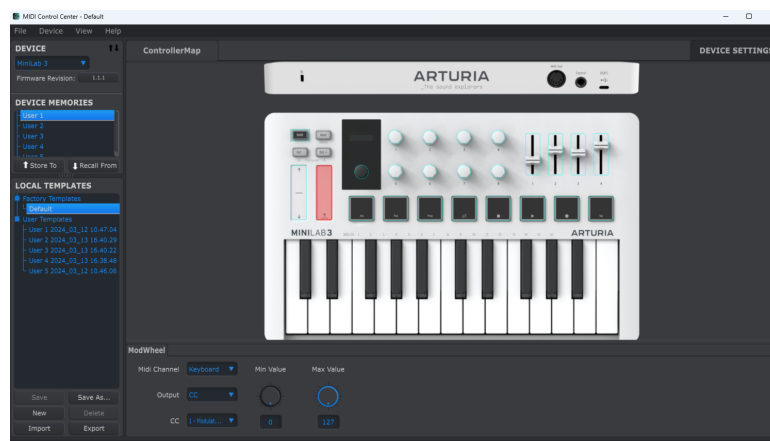 MIDI Control Center - Default
File Device View Help
DEVICE
MiniLab 3
Firmware Revision: 1.1.1
DEVICE MEMORIES
User 1
User 2
User 3
User 4
User 5
Store To Recall From
LOCAL TEMPLATES
Factory Templates
Default
User Templates
User 1 2024_03_12 10.47.04
User 2 2024_03_13 16.40.29
User 3 2024_03_13 16.40.22
User 4 2024_03_13 16.38.48
User 5 2024_03_12 10.46.06
Save Save As...
New Delete
Import Export
ControllerMap
DEVICE SETTINGS
ARTURIA
_The sound explorers
MINILAB3
ARTURIA
ModWheel
Midi Channel Keyboard Min Value Max Value
Output CC
CC 1 - Modulat... 0 127